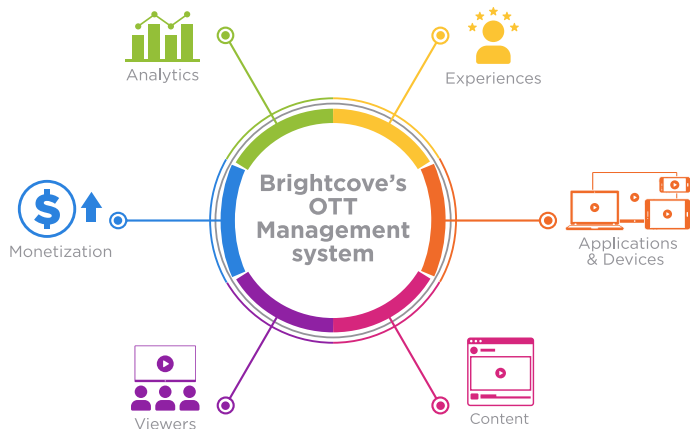 Analytics
Experiences
Brightcove's
OTT
Management
system
$
Monetization
Applications
& Devices
Viewers
Content